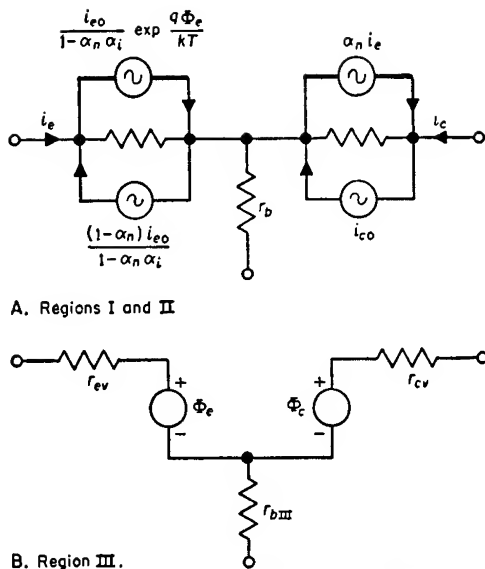 i_eo / 1-α_n α_i exp qΦ_e / kT
α_n i_e
i_e
i_c
r_b
(1-α_n) i_eo / 1-α_n α_i
i_co
A. Regions I and II
r_ev
r_cv
+
+
Φ_e
Φ_c
-
-
r_bIII
B. Region III.